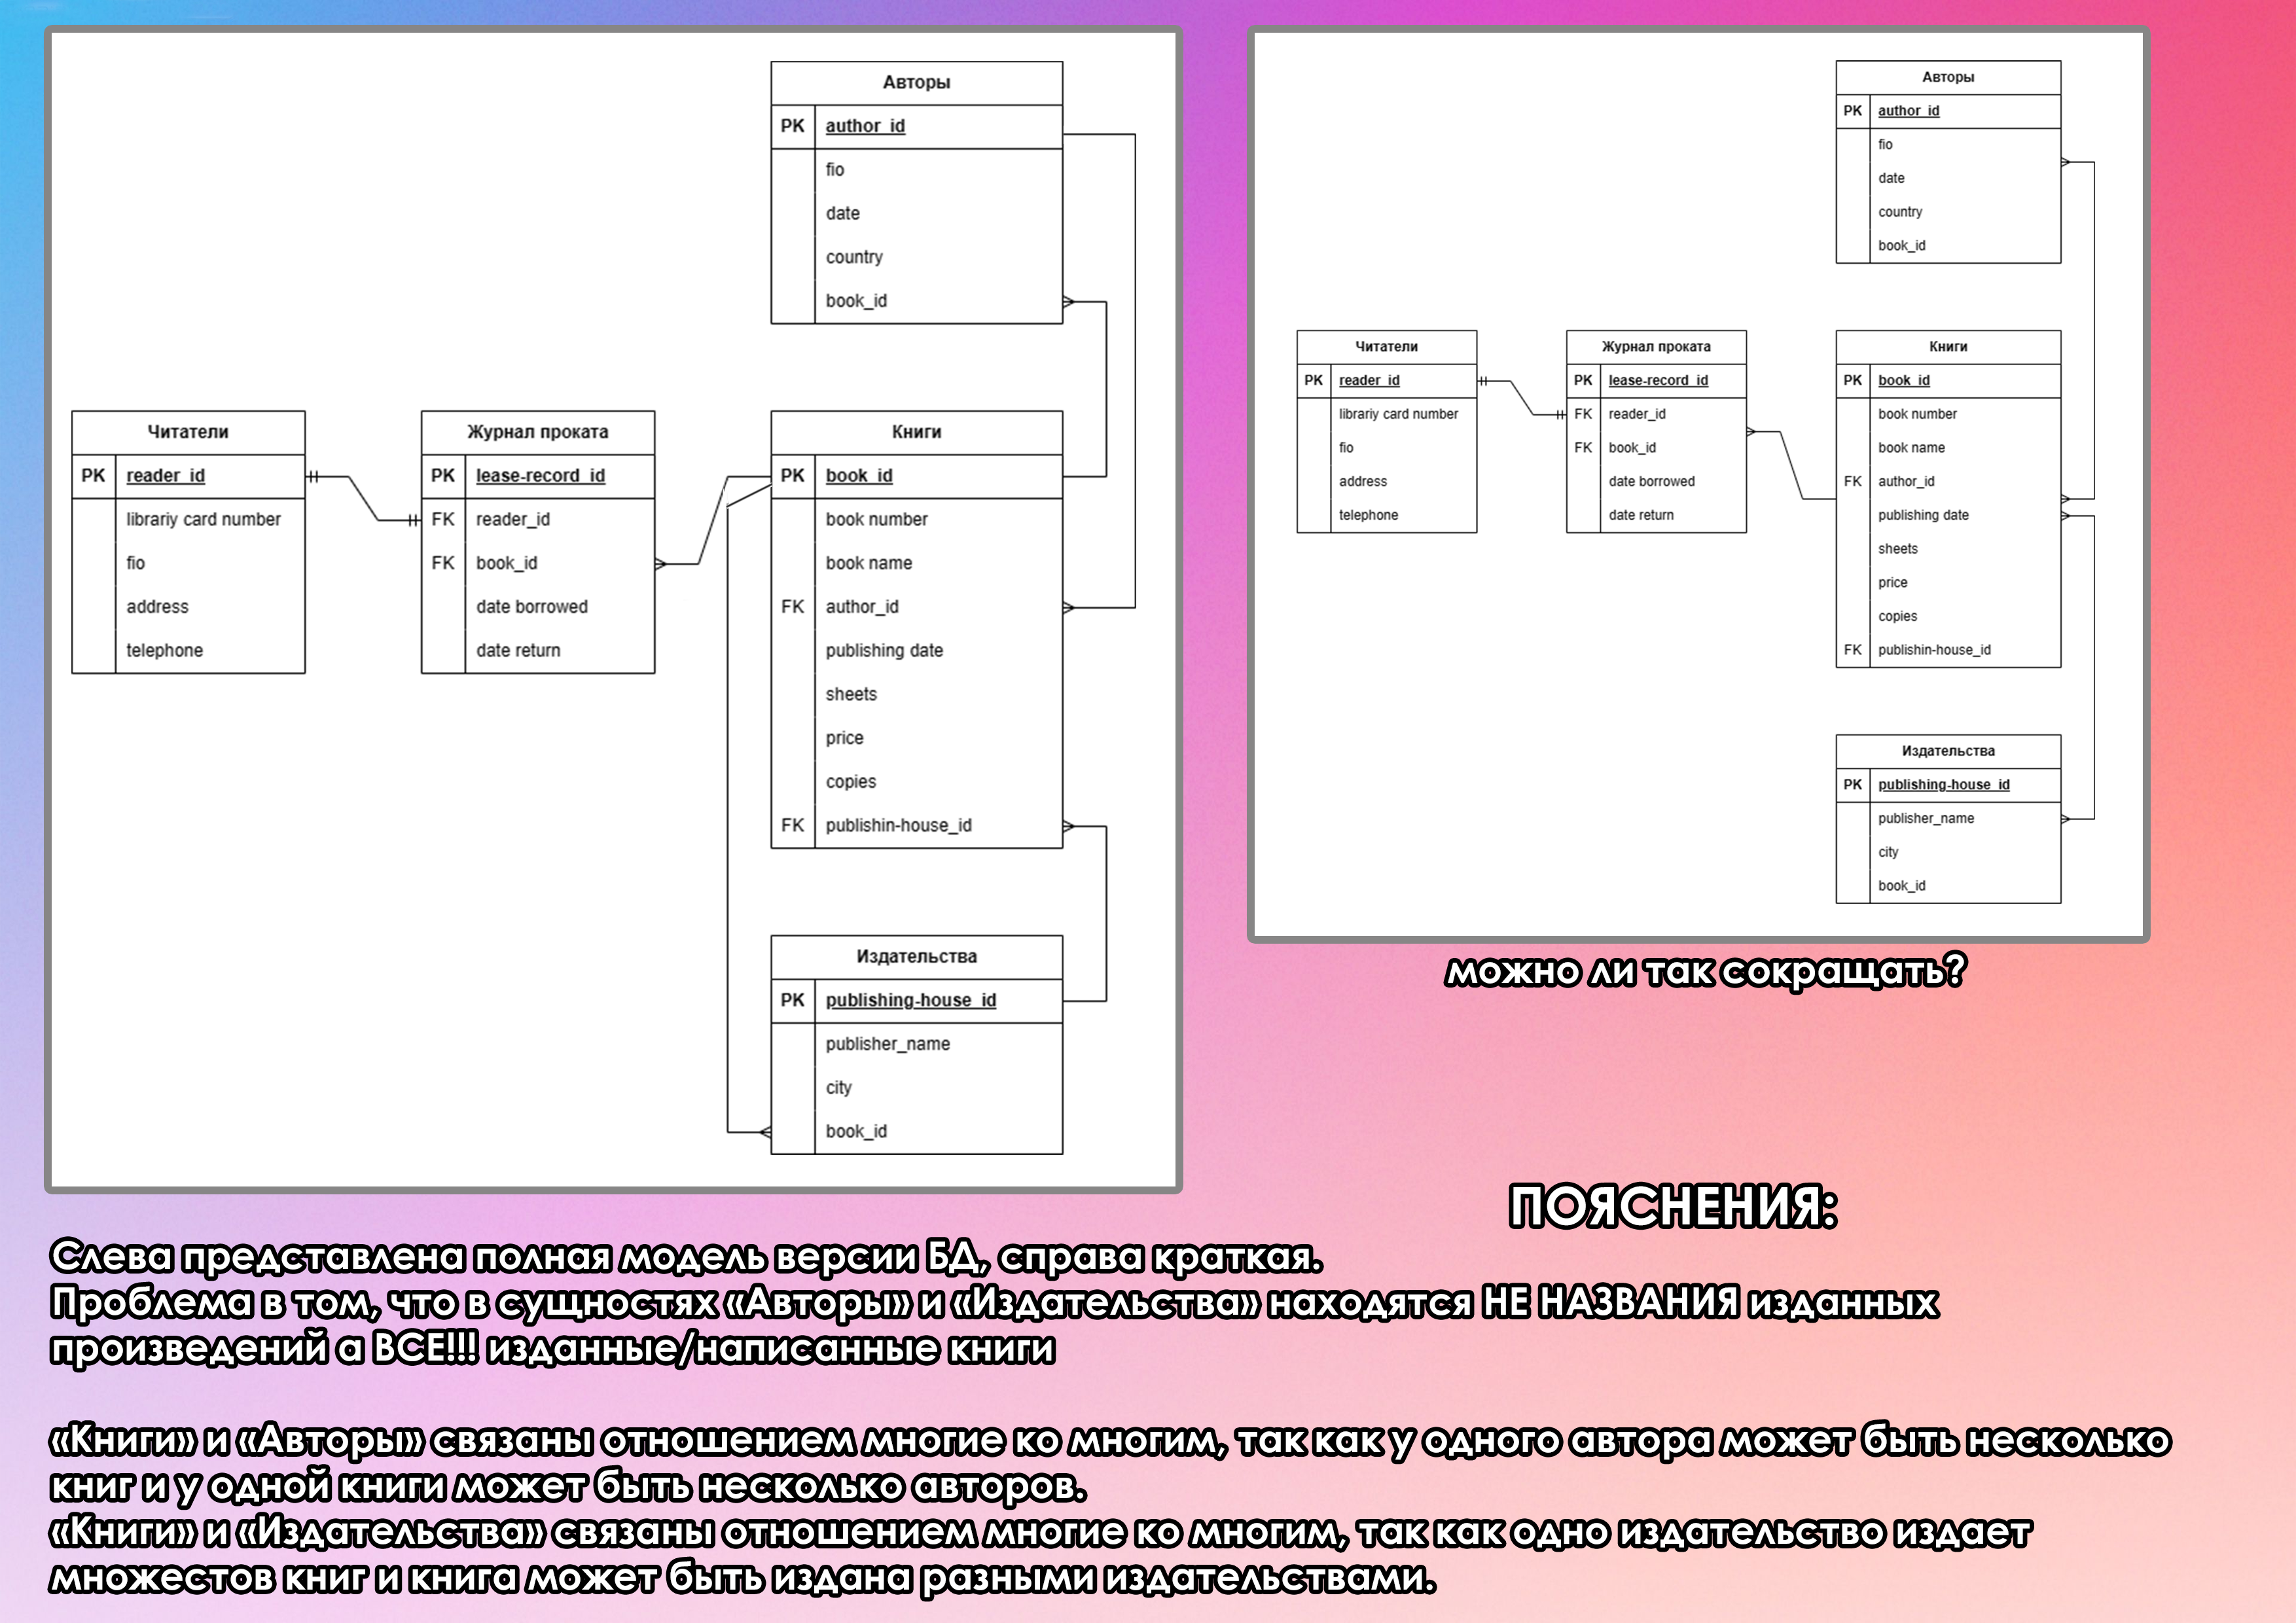 Авторы
PK author_id
fio
date
country
book_id
Читатели
PK reader_id
librariy card number
fio
address
telephone
Журнал проката
PK lease-record_id
FK reader_id
FK book_id
date borrowed
date return
Книги
PK book_id
book number
book name
FK author_id
publishing date
sheets
price
copies
FK publishin-house_id
Издательства
PK publishing-house_id
publisher_name
city
book_id
Авторы
PK author_id
fio
date
country
book_id
Читатели
PK reader_id
librariy card number
fio
address
telephone
Журнал проката
PK lease-record_id
FK reader_id
FK book_id
date borrowed
date return
Книги
PK book_id
book number
book name
FK author_id
publishing date
sheets
price
copies
FK publishin-house_id
Издательства
PK publishing-house_id
publisher_name
city
book_id
можно ли так сокращать?
ПОЯСНЕНИЯ:
Слева представлена полная модель версии БД, справа краткая.
Проблема в том, что в сущностях «Авторы» и «Издательства» находятся НЕ НАЗВАНИЯ изданных
произведений а ВСЕ!!! изданные/написанные книги
«Книги» и «Авторы» связаны отношением многие ко многим, так как у одного автора может быть несколько
книг и у одной книги может быть несколько авторов.
«Книги» и «Издательства» связаны отношением многие ко многим, так как одно издательство издает
множестов книг и книга может быть издана разными издательствами.